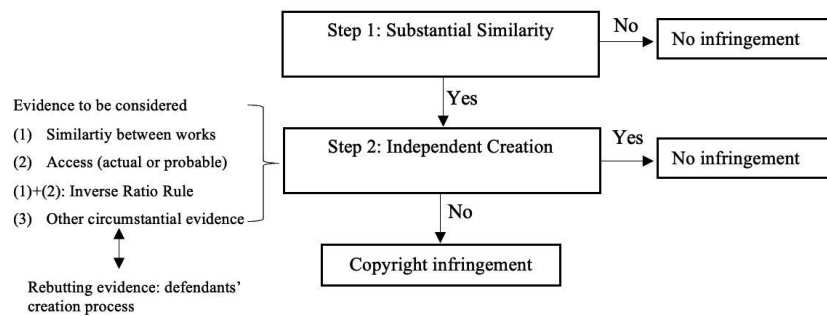 Step 1: Substantial Similarity
No
No infringement
Yes
Evidence to be considered
(1) Similartiy between works
(2) Access (actual or probable)
(1)+(2): Inverse Ratio Rule
(3) Other circumstantial evidence
Step 2: Independent Creation
Yes
No infringement
No
Copyright infringement
Rebutting evidence: defendants’
creation process